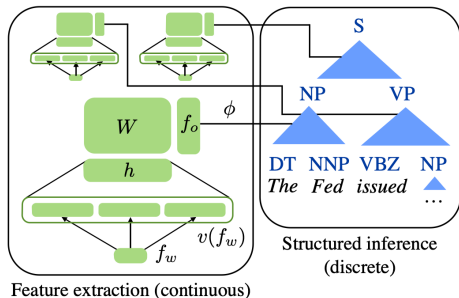 S
NP VP
W f_o ϕ
h
DT NNP VBZ NP
The Fed issued
...
v(f_w)
f_w
Structured inference
(discrete)
Feature extraction (continuous)